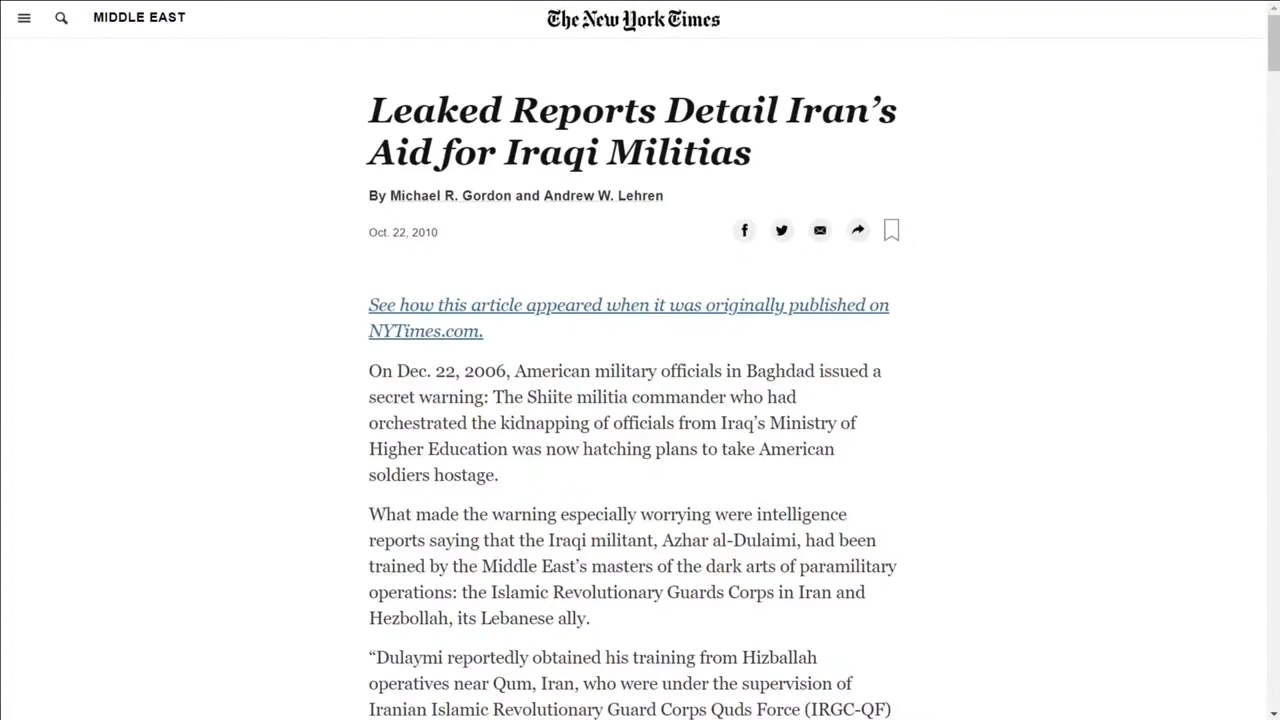 MIDDLE EAST
The New York Times
Leaked Reports Detail Iran's
Aid for Iraqi Militias
By Michael R. Gordon and Andrew W. Lehren
Oct. 22, 2010
See how this article appeared when it was originally published on
NYTimes.com.
On Dec. 22, 2006, American military officials in Baghdad issued a
secret warning: The Shiite militia commander who had
orchestrated the kidnapping of officials from Iraq's Ministry of
Higher Education was now hatching plans to take American
soldiers hostage.
What made the warning especially worrying were intelligence
reports saying that the Iraqi militant, Azhar al-Dulaimi, had been
trained by the Middle East's masters of the dark arts of paramilitary
operations: the Islamic Revolutionary Guards Corps in Iran and
Hezbollah, its Lebanese ally.
“Dulaymi reportedly obtained his training from Hizballah
operatives near Qum, Iran, who were under the supervision of
Iranian Islamic Revolutionary Guard Corps Quds Force (IRGC-QF)